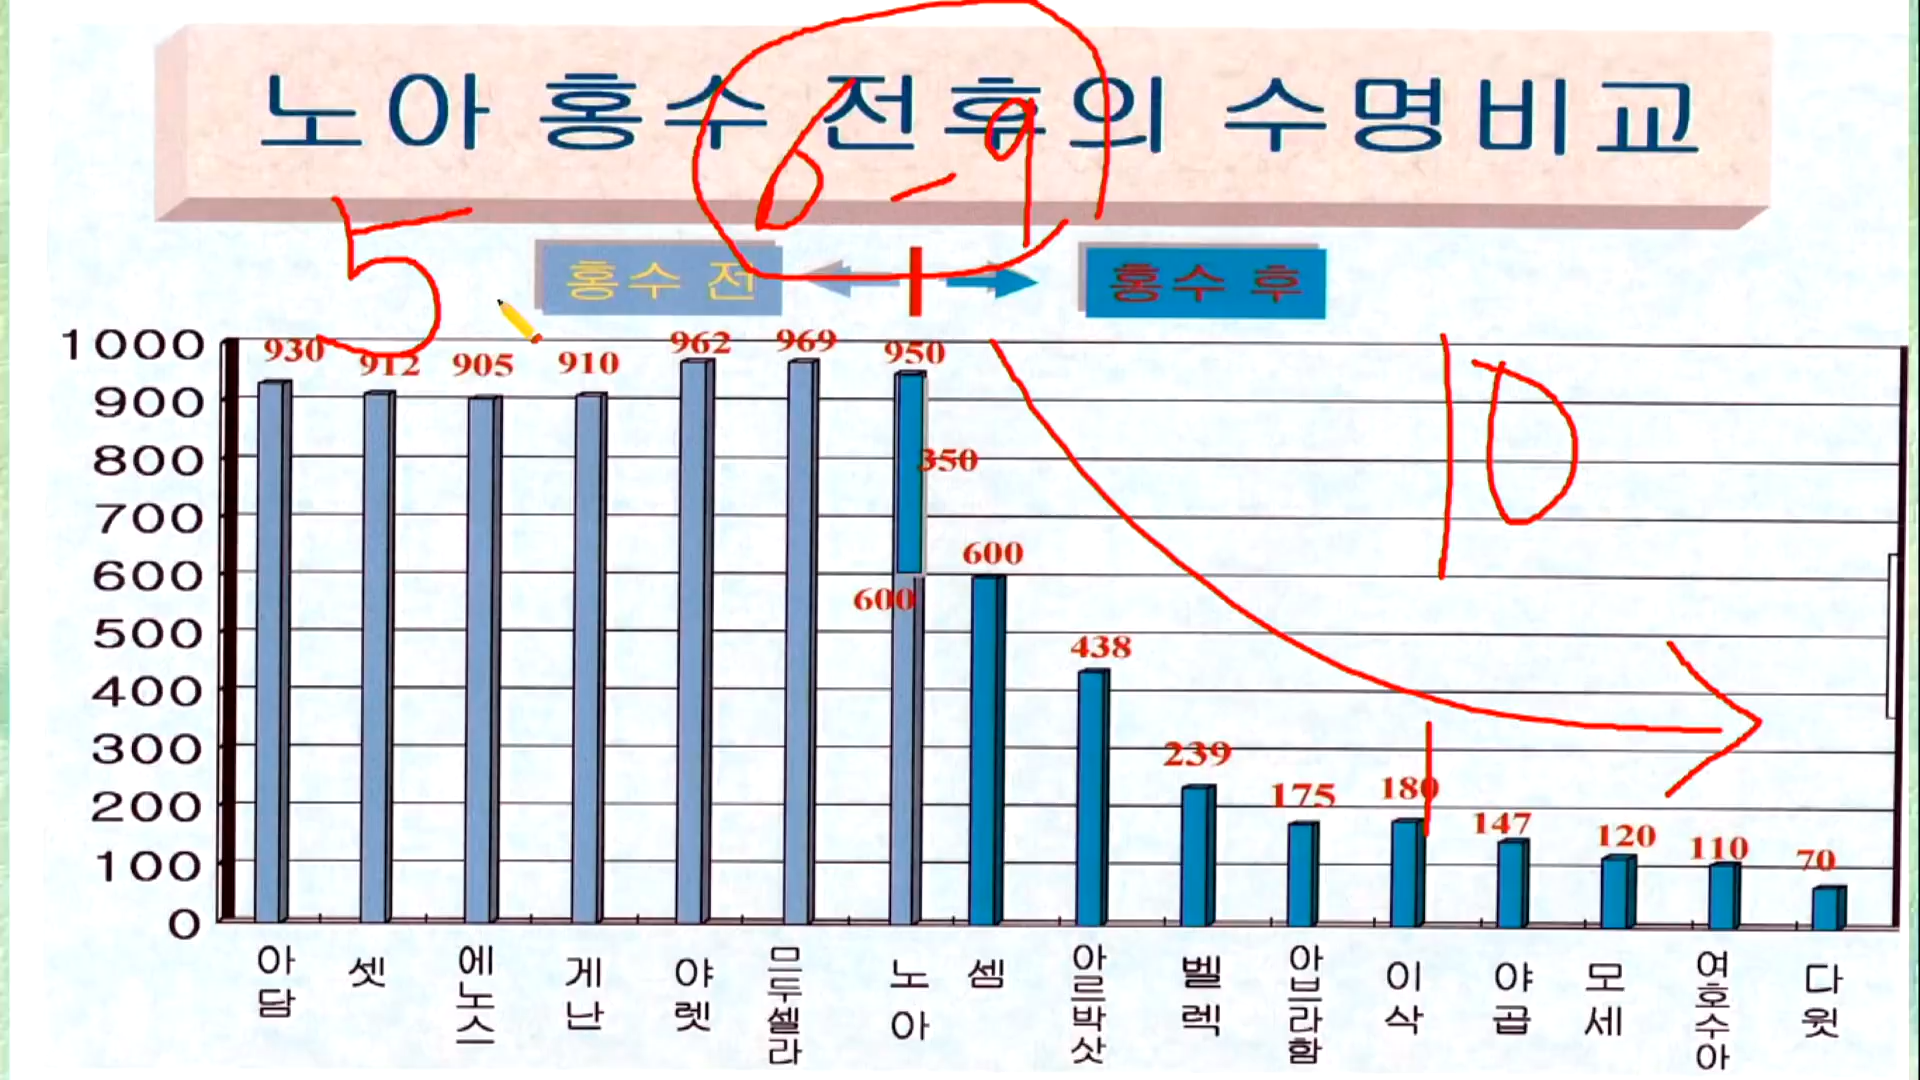 노아 홍수 전후의 수명비교
6-9
5
홍수 전
홍수 후
10
1000
900
800
700
600
500
400
300
200
100
0
930
912
905
910
962
969
950
350
600
600
438
239
175
180
147
120
110
70
아담
셋
에노스
게난
야렛
므두셀라
노아
셈
아르박삿
벨렉
아브라함
이삭
야곱
모세
여호수아
다윗